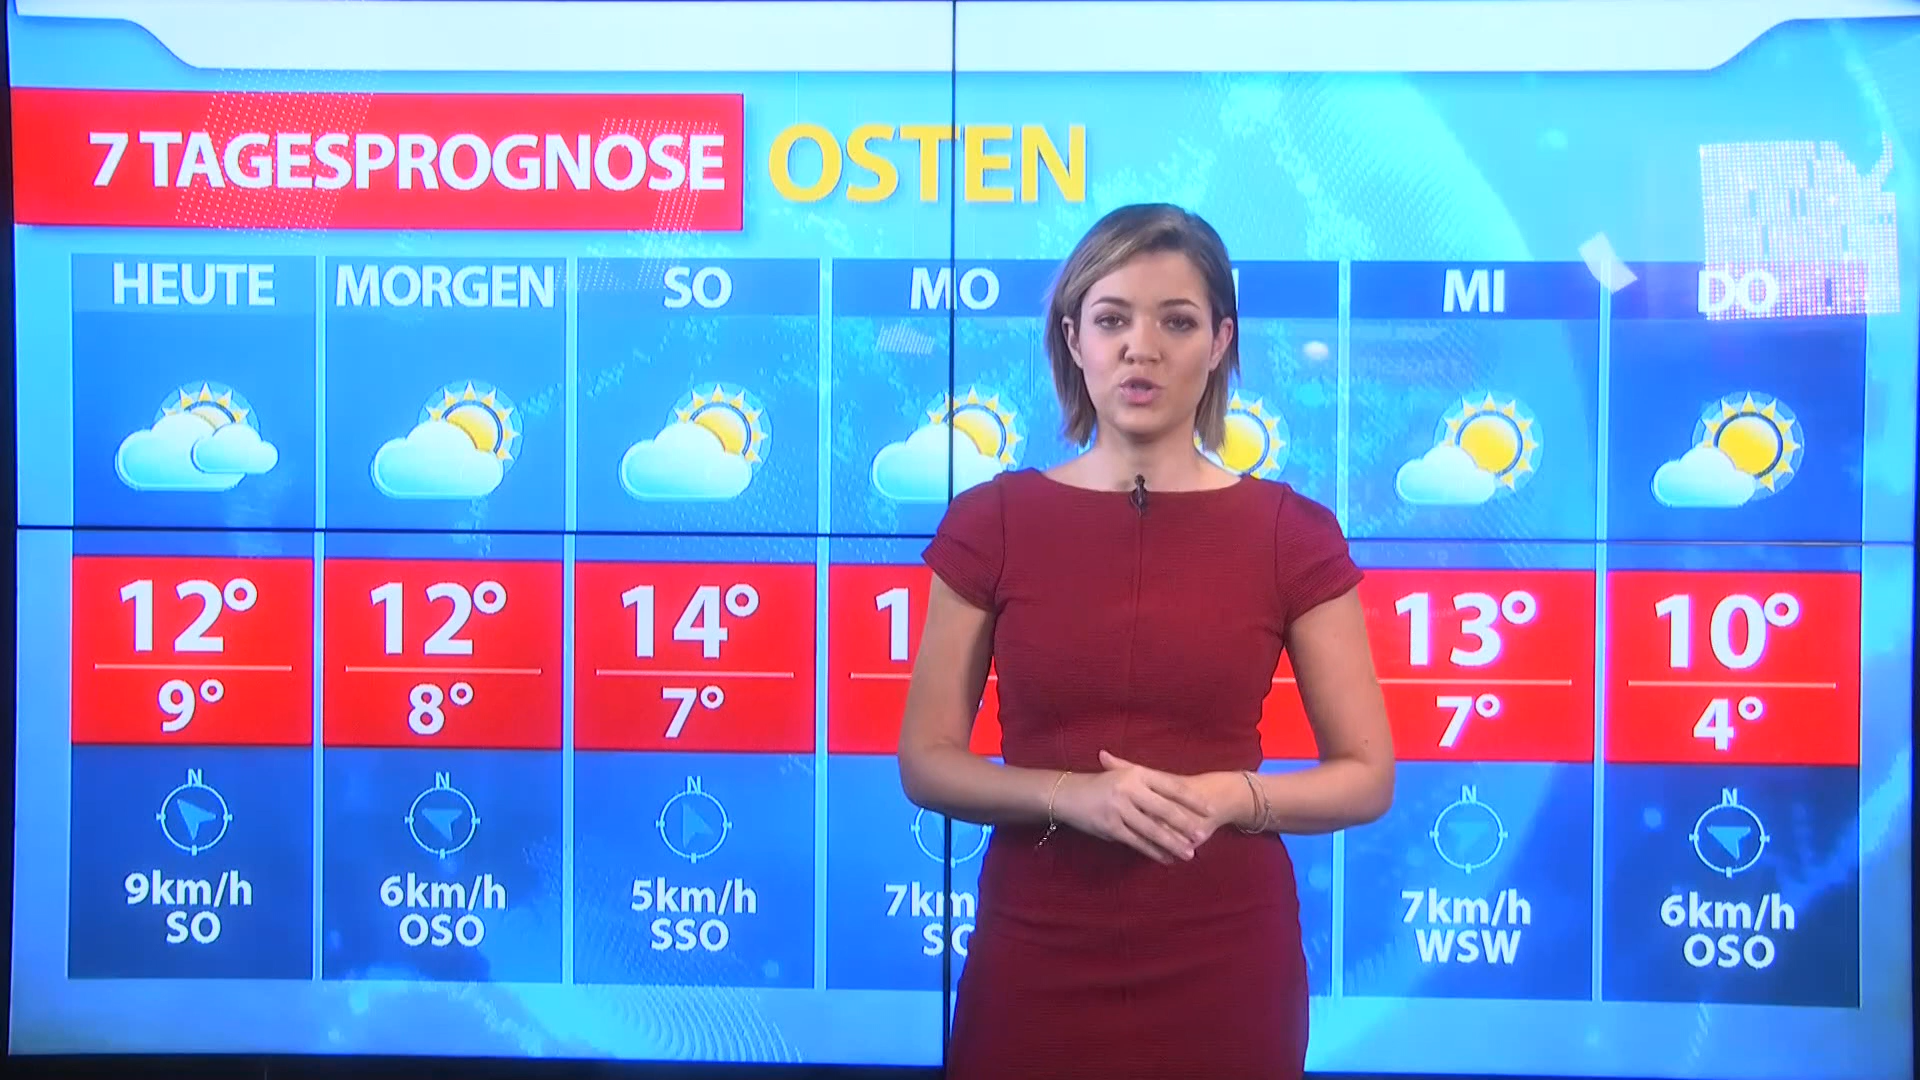 7 TAGESPROGNOSE OSTEN
HEUTE MORGEN SO MO MI DO
12° 12° 14° 13° 10°
9° 8° 7° 7° 4°
N N N N N
9km/h 6km/h 5km/h 7km/h 6km/h
SO OSO SSO WSW OSO